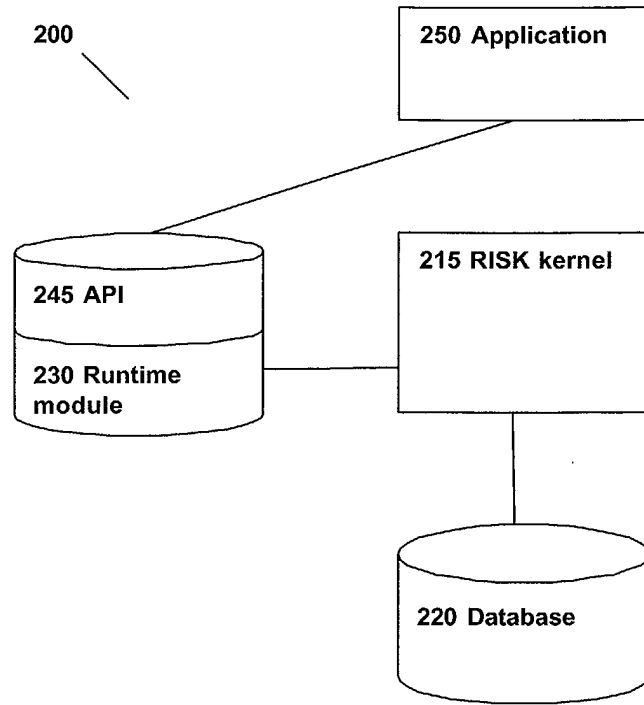 200
250 Application
245 API
215 RISK kernel
230 Runtime
module
220 Database